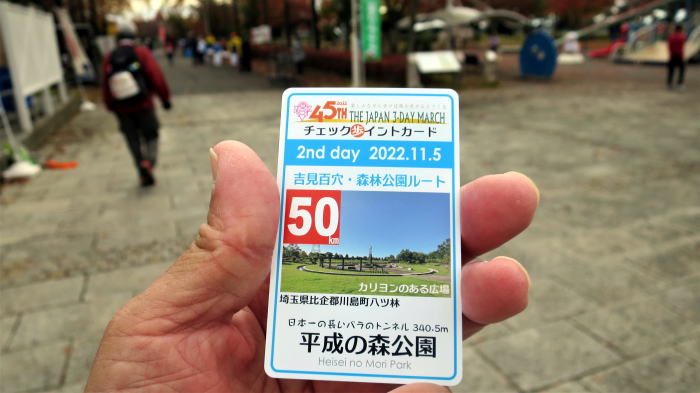 45TH 2022
THE JAPAN 3-DAY MARCH
チェック歩イントカード
2nd day 2022.11.5
吉見百穴・森林公園ルート
50
km
カリヨンのある広場
埼玉県比企郡川島町八ツ林
日本一の長いバラのトンネル 340.5m
平成の森公園
Heisei no Mori Park